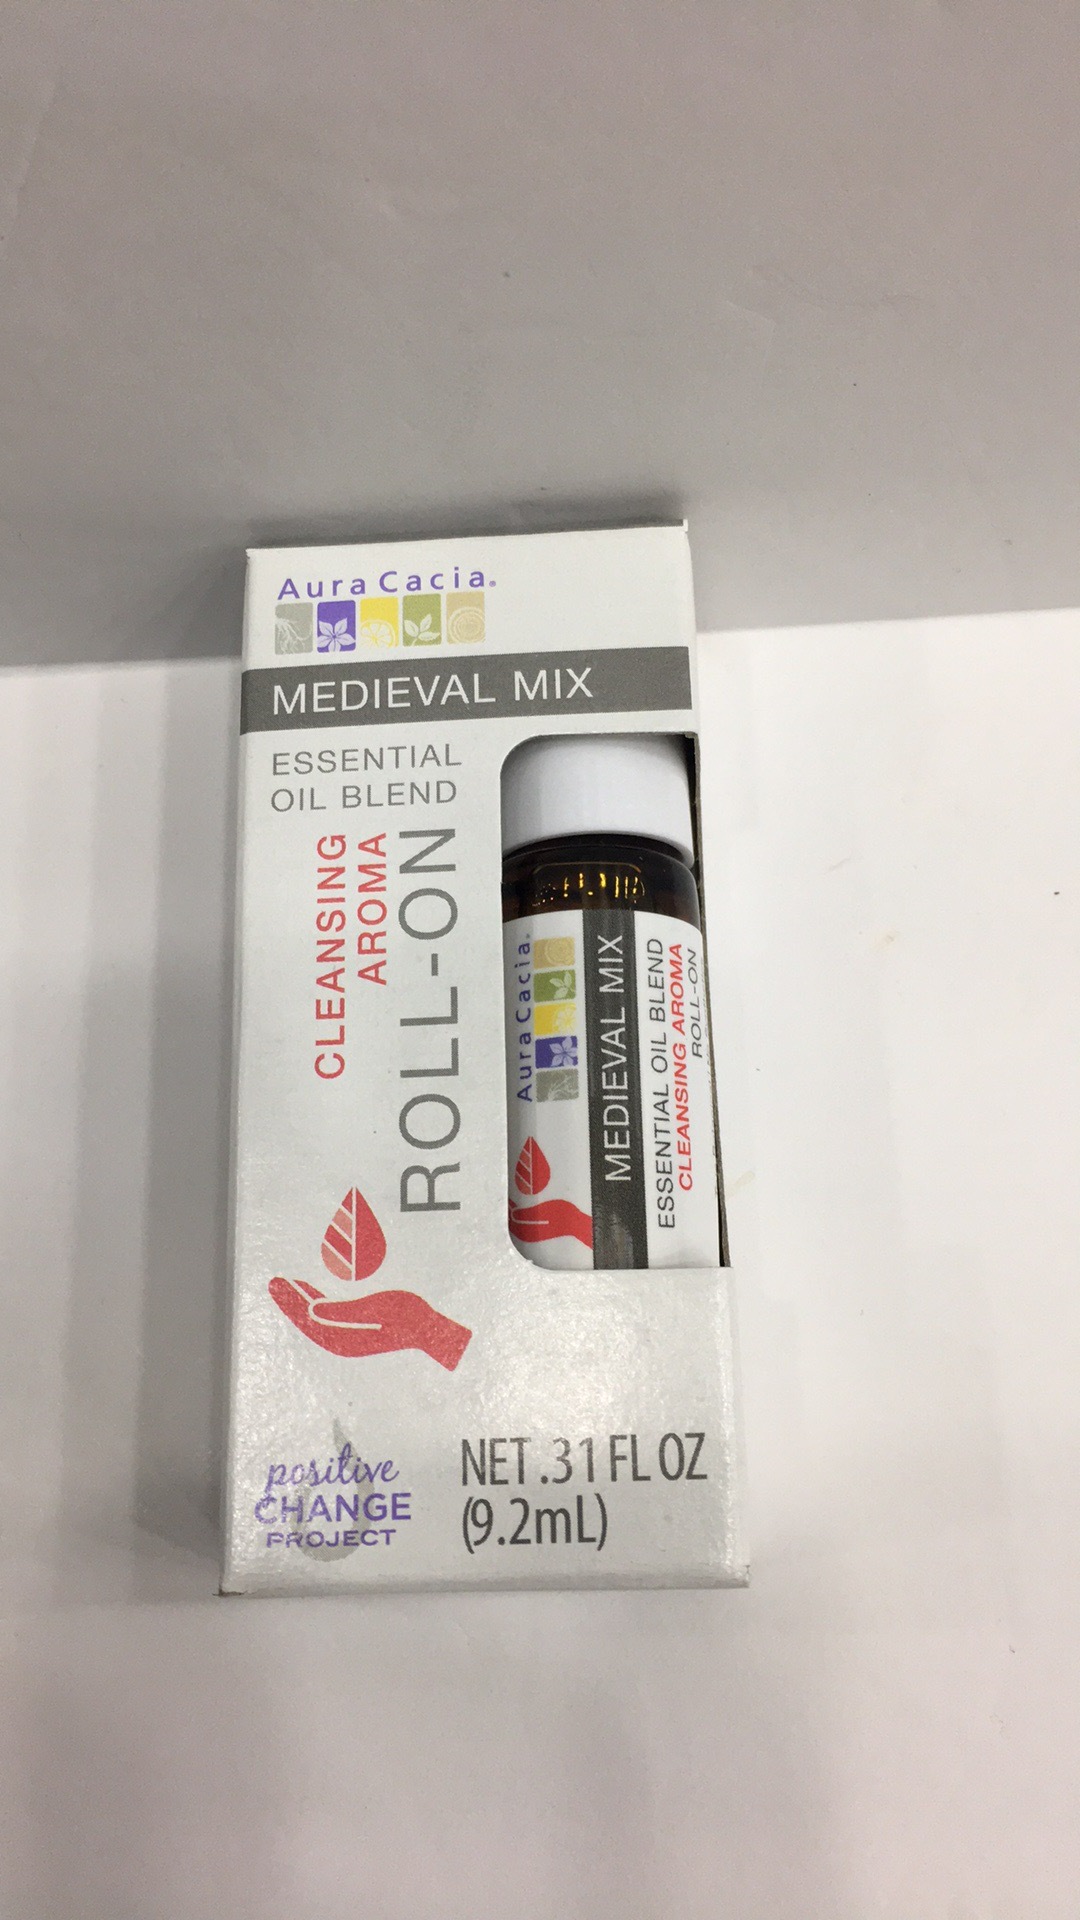 Aura Cacia®
MEDIEVAL MIX
ESSENTIAL
OIL BLEND
CLEANSING
AROMA
ROLL-ON
Aura Cacia®
MEDIEVAL MIX
ESSENTIAL OIL BLEND
CLEANSING AROMA
ROLL-ON
positive
CHANGE
PROJECT
NET .31 FL OZ
(9.2mL)